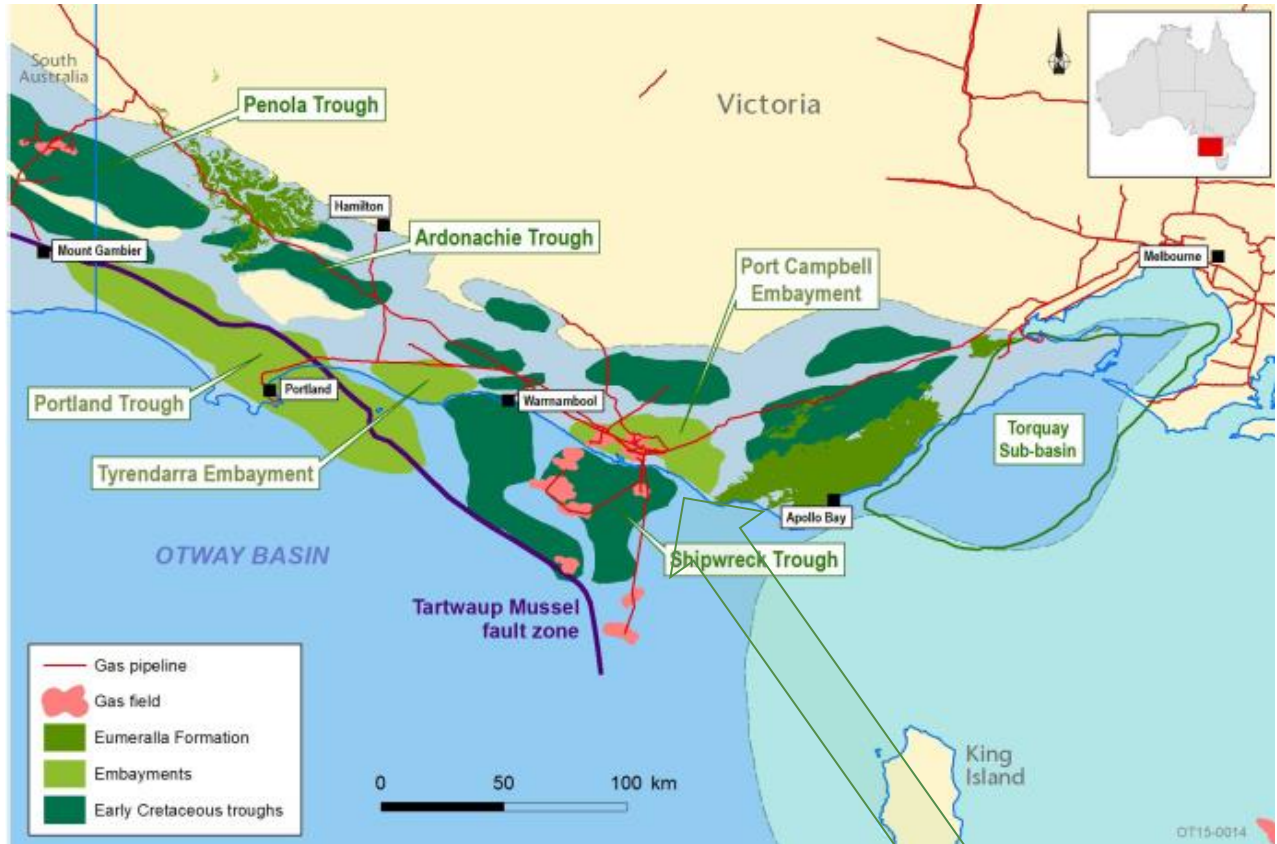 South
Australia
Penola Trough
Victoria
N
Hamilton
Ardonachie Trough
Mount Gambier
Port Campbell
Embayment
Melbourne
Portland Trough
Portland
Warrnambool
Tyrendarra Embayment
Torquay
Sub-basin
Apollo Bay
OTWAY BASIN
Shipwreck Trough
Tartwaup Mussel
fault zone
Gas pipeline
Gas field
Eumeralla Formation
Embayments
Early Cretaceous troughs
0 50 100 km
King
Island
OT15-0014